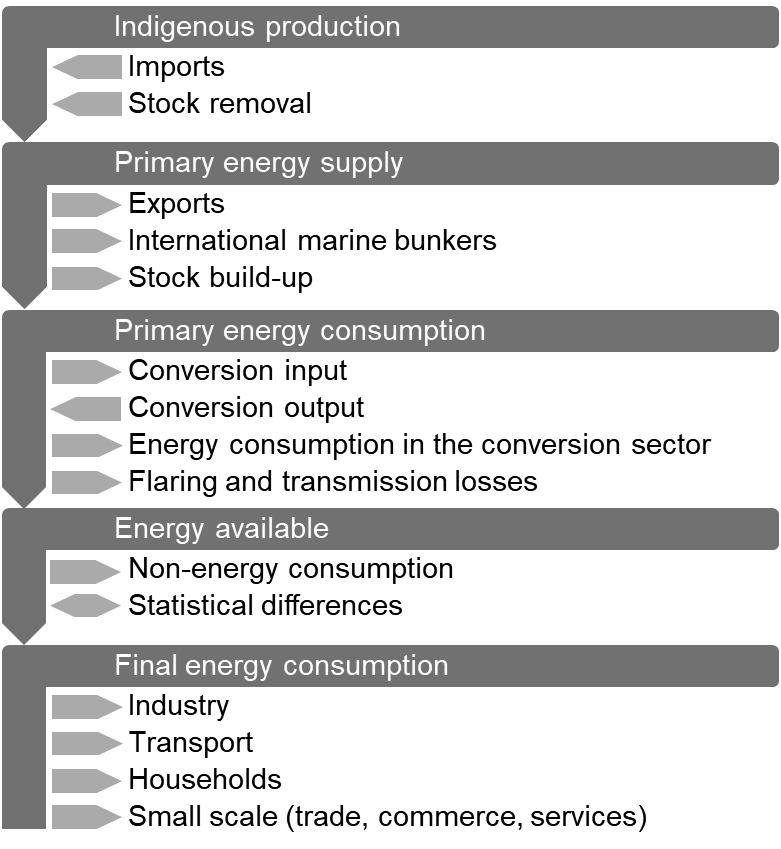 Indigenous production
Imports
Stock removal
Primary energy supply
Exports
International marine bunkers
Stock build-up
Primary energy consumption
Conversion input
Conversion output
Energy consumption in the conversion sector
Flaring and transmission losses
Energy available
Non-energy consumption
Statistical differences
Final energy consumption
Industry
Transport
Households
Small scale (trade, commerce, services)